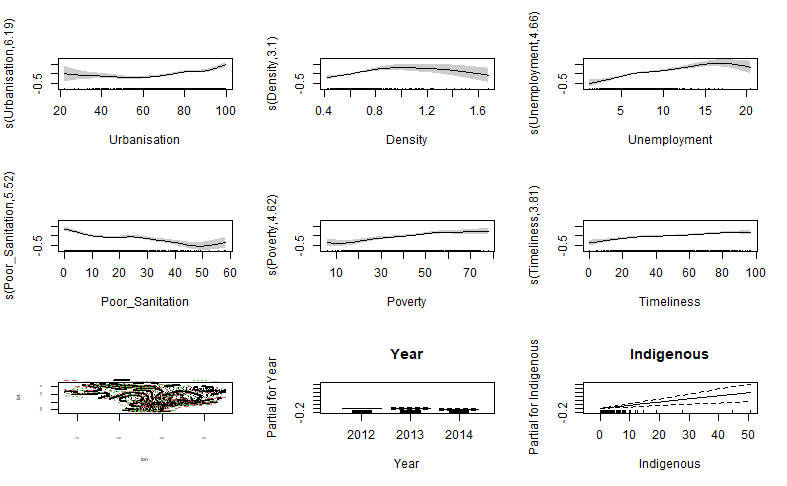 s(Urbanisation,6.19)
-0.5
20 40 60 80 100
Urbanisation
s(Density,3.1)
-0.5
0.4 0.8 1.2 1.6
Density
s(Unemployment,4.66)
-0.5
5 10 15 20
Unemployment
s(Poor_Sanitation,5.52)
-0.5
0 10 20 30 40 50 60
Poor_Sanitation
s(Poverty,4.62)
-0.5
10 30 50 70
Poverty
s(Timeliness,3.81)
-0.5
0 20 40 60 80 100
Timeliness
lat
lon
Year
Partial for Year
-0.2
2012 2013 2014
Year
Indigenous
Partial for Indigenous
-0.2
0 10 20 30 40 50
Indigenous